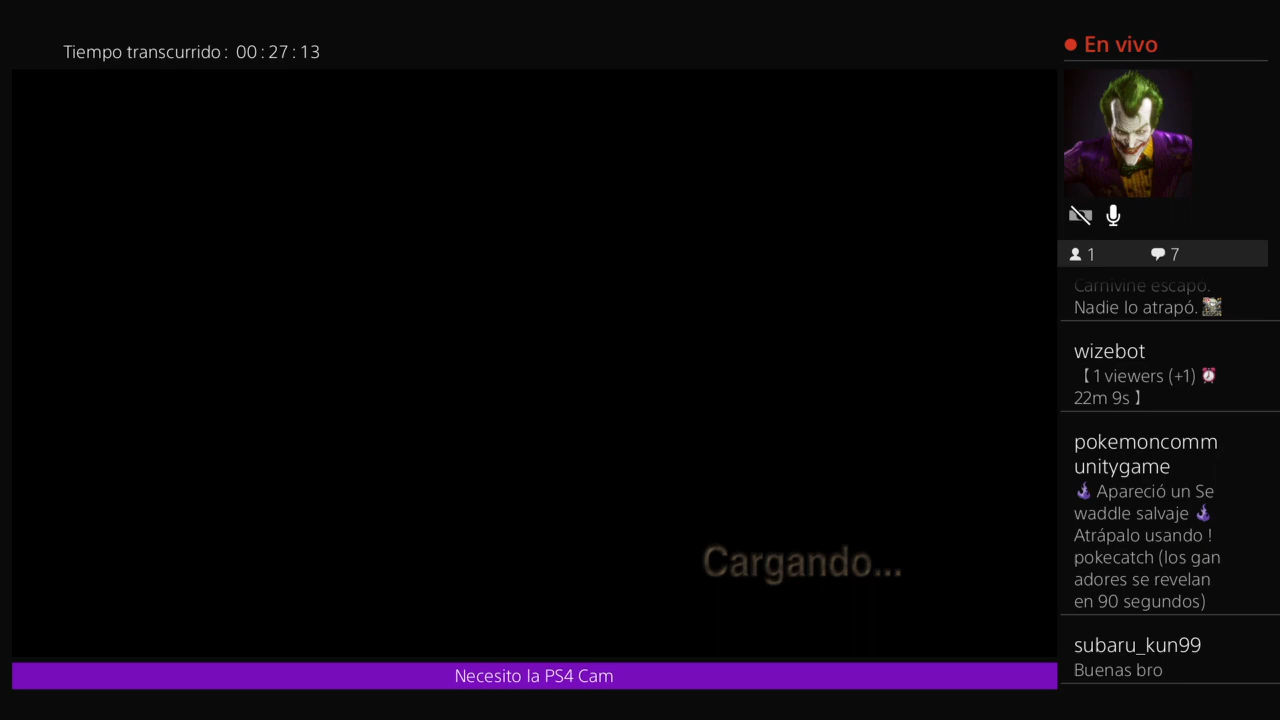 Tiempo transcurrido : 00 : 27 : 13
En vivo
1
7
Carnivine escapó.
Nadie lo atrapó.
wizebot
【 1 viewers (+1) ⏰
22m 9s 】
pokemoncomm
unitygame
Apareció un Se
waddle salvaje
Atrápalo usando !
pokecatch (los gan
adores se revelan
en 90 segundos)
subaru_kun99
Buenas bro
Cargando...
Necesito la PS4 Cam